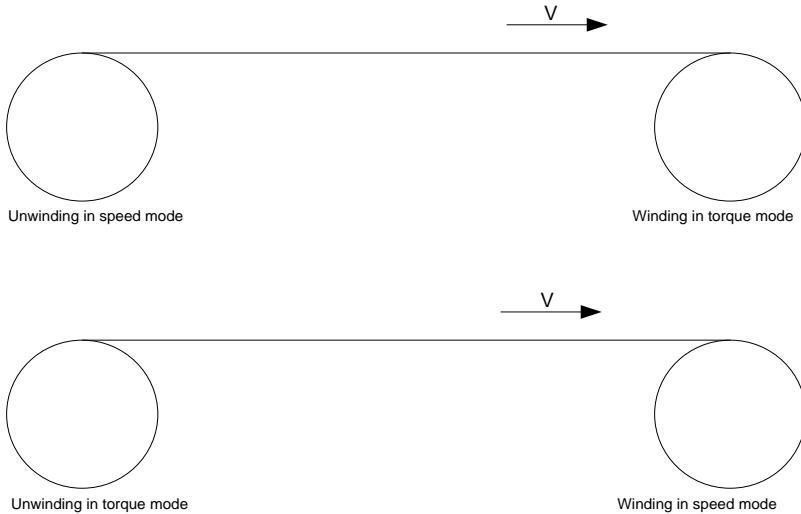 V
Unwinding in speed mode
Winding in torque mode
V
Unwinding in torque mode
Winding in speed mode